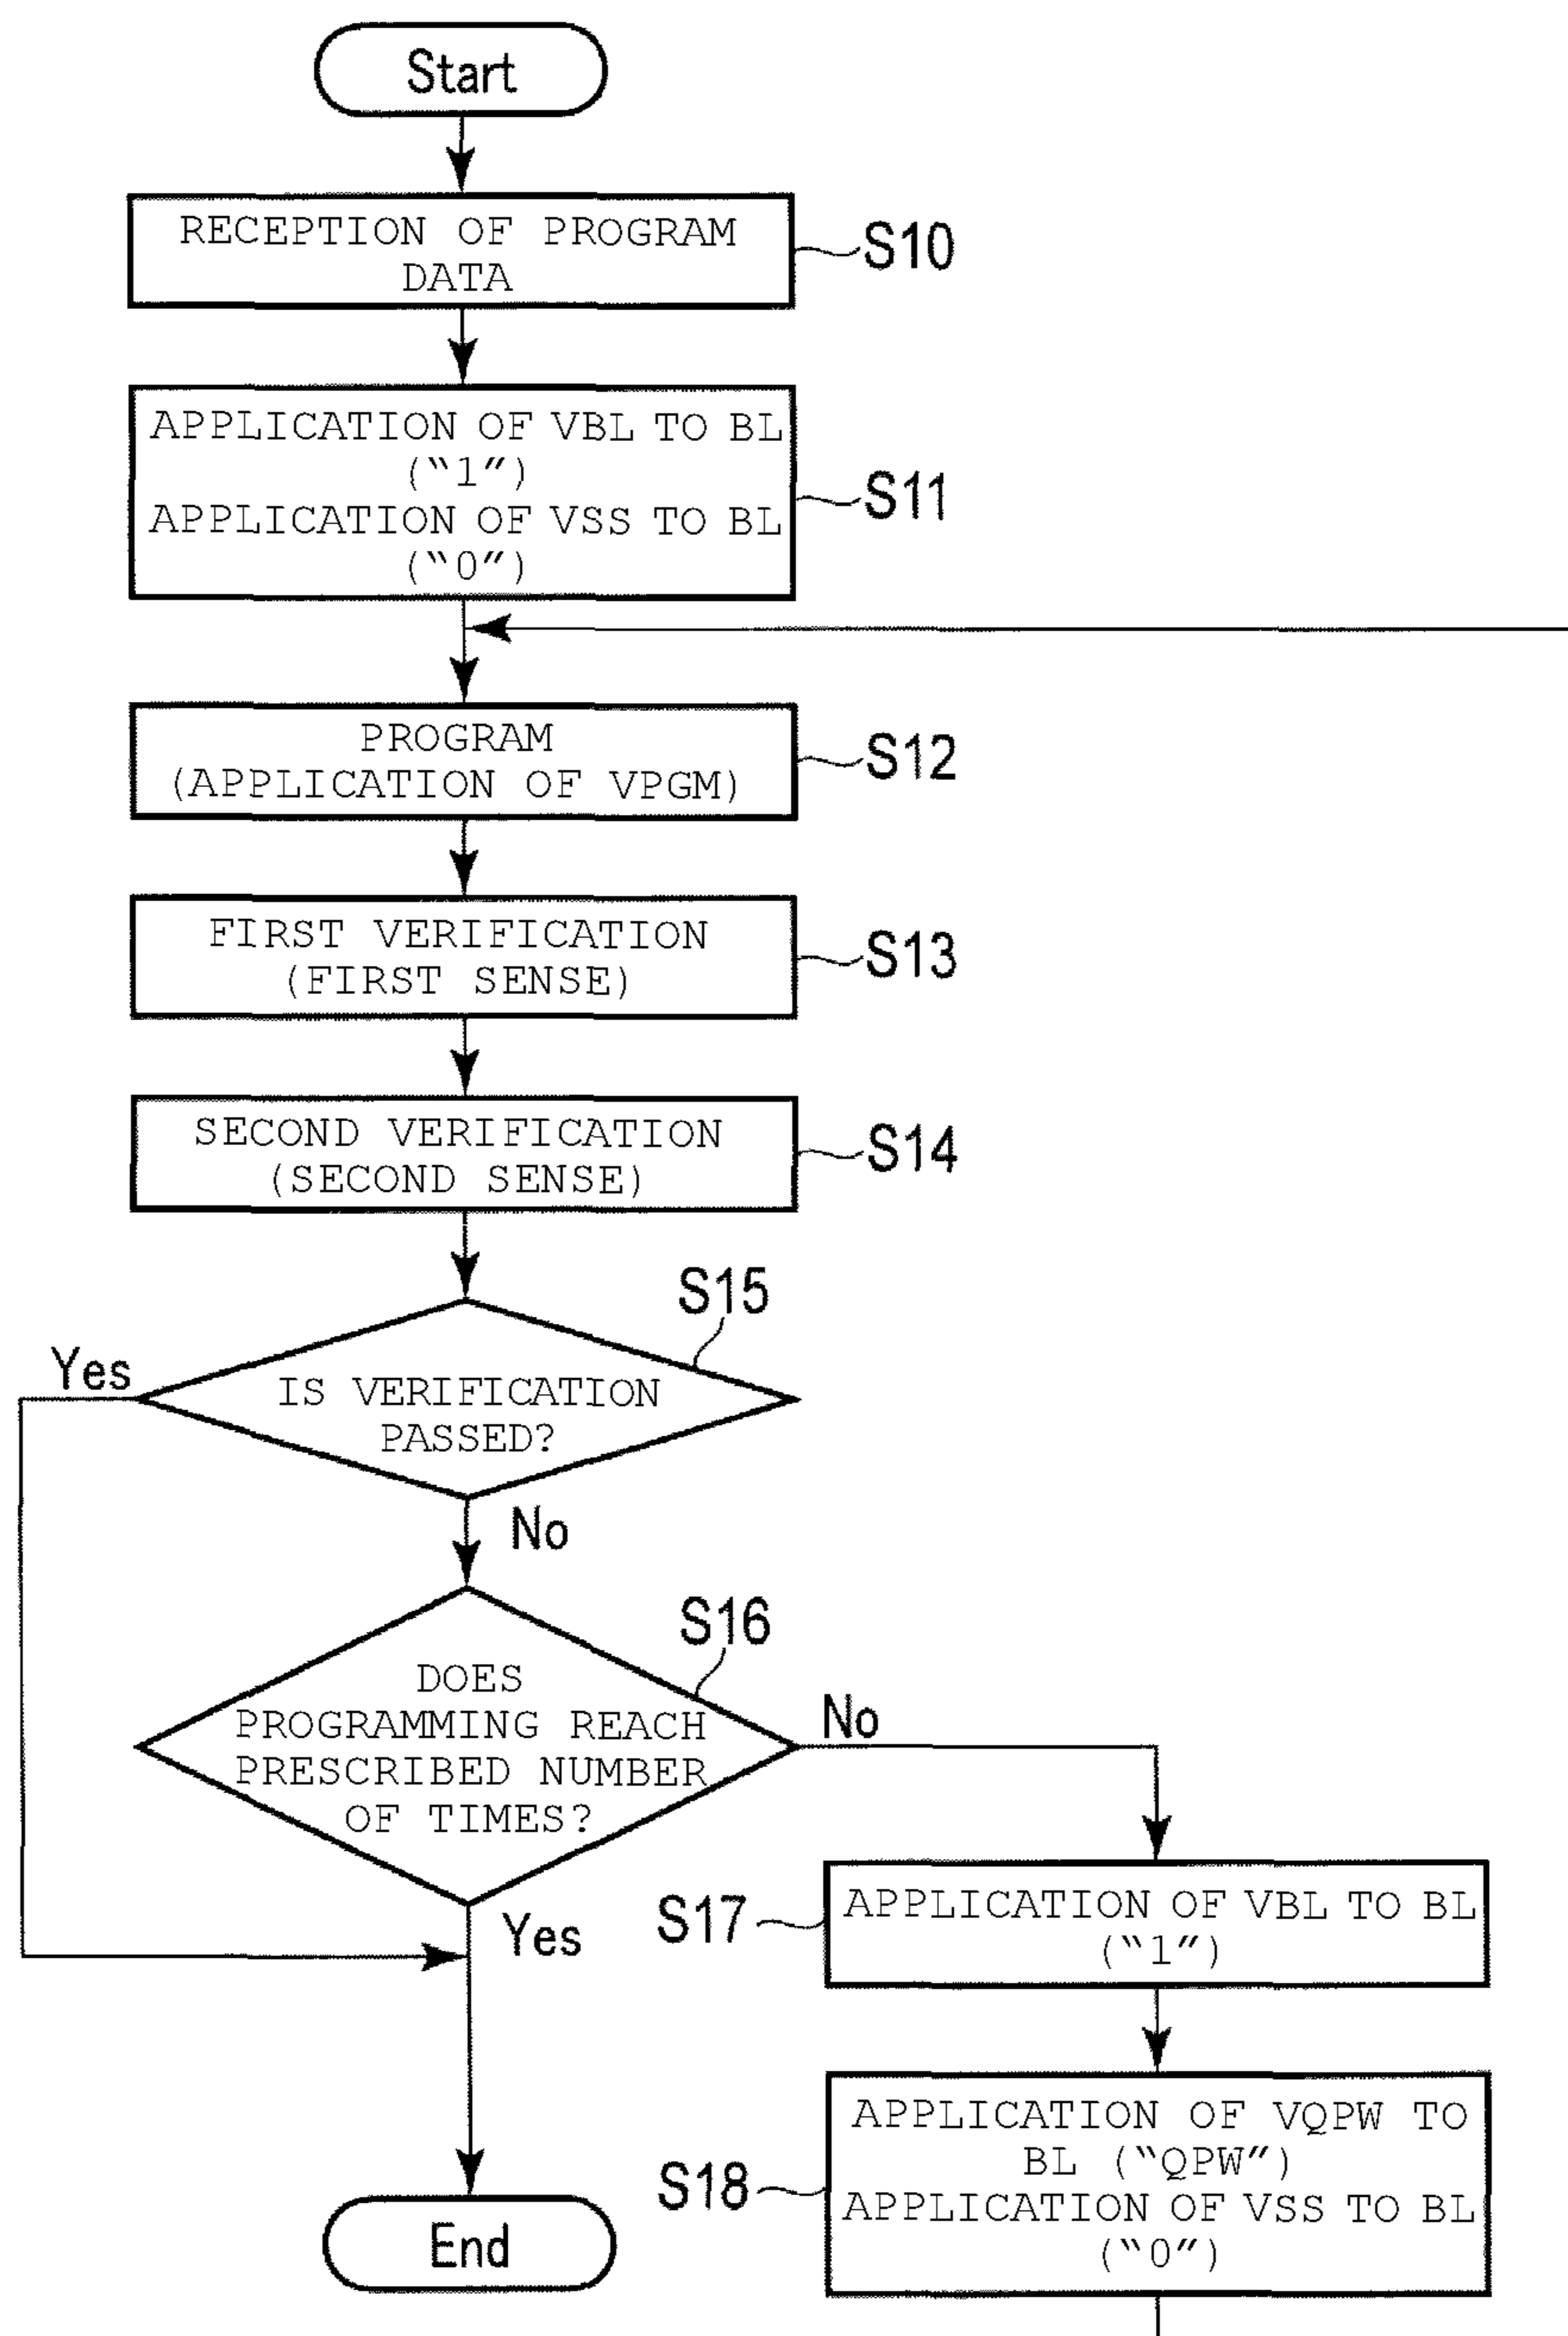 Start
RECEPTION OF PROGRAM
DATA
S10
APPLICATION OF VBL TO BL
(“1”)
APPLICATION OF VSS TO BL
(“0”)
S11
PROGRAM
(APPLICATION OF VPGM)
S12
FIRST VERIFICATION
(FIRST SENSE)
S13
SECOND VERIFICATION
(SECOND SENSE)
S14
S15
Yes
IS VERIFICATION
PASSED?
No
S16
DOES
PROGRAMMING REACH
PRESCRIBED NUMBER
OF TIMES?
No
Yes
S17
APPLICATION OF VBL TO BL
(“1”)
S18
APPLICATION OF VQPW TO
BL (“QPW”)
APPLICATION OF VSS TO BL
(“0”)
End